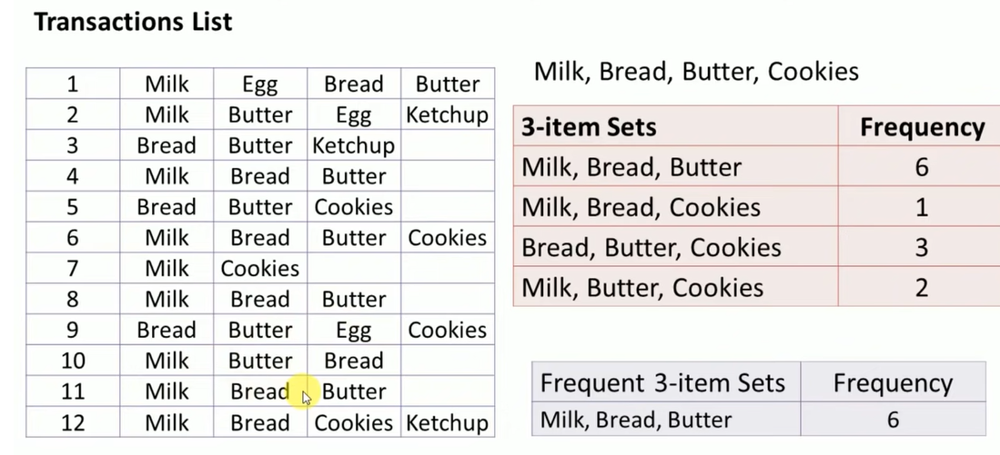 Transactions List
1 Milk Egg Bread Butter
2 Milk Butter Egg Ketchup
3 Bread Butter Ketchup
4 Milk Bread Butter
5 Bread Butter Cookies
6 Milk Bread Butter Cookies
7 Milk Cookies
8 Milk Bread Butter
9 Bread Butter Egg Cookies
10 Milk Butter Bread
11 Milk Bread Butter
12 Milk Bread Cookies Ketchup
Milk, Bread, Butter, Cookies
3-item Sets Frequency
Milk, Bread, Butter 6
Milk, Bread, Cookies 1
Bread, Butter, Cookies 3
Milk, Butter, Cookies 2
Frequent 3-item Sets Frequency
Milk, Bread, Butter 6